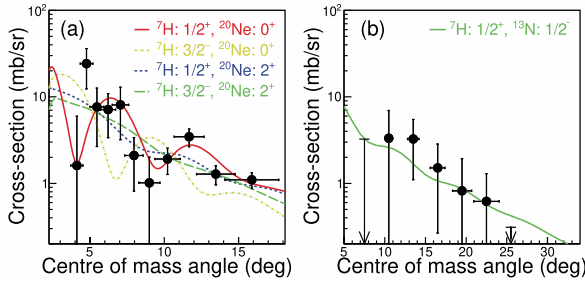 (a)
⁷H: 1/2⁺, ²⁰Ne: 0⁺
⁷H: 3/2⁻, ²⁰Ne: 0⁺
⁷H: 1/2⁺, ²⁰Ne: 2⁺
⁷H: 3/2⁻, ²⁰Ne: 2⁺
Cross-section (mb/sr)
10²
10
1
5 10 15
Centre of mass angle (deg)
(b)
⁷H: 1/2⁺, ¹³N: 1/2⁻
Cross-section (mb/sr)
10²
10
1
5 10 15 20 25 30
Centre of mass angle (deg)